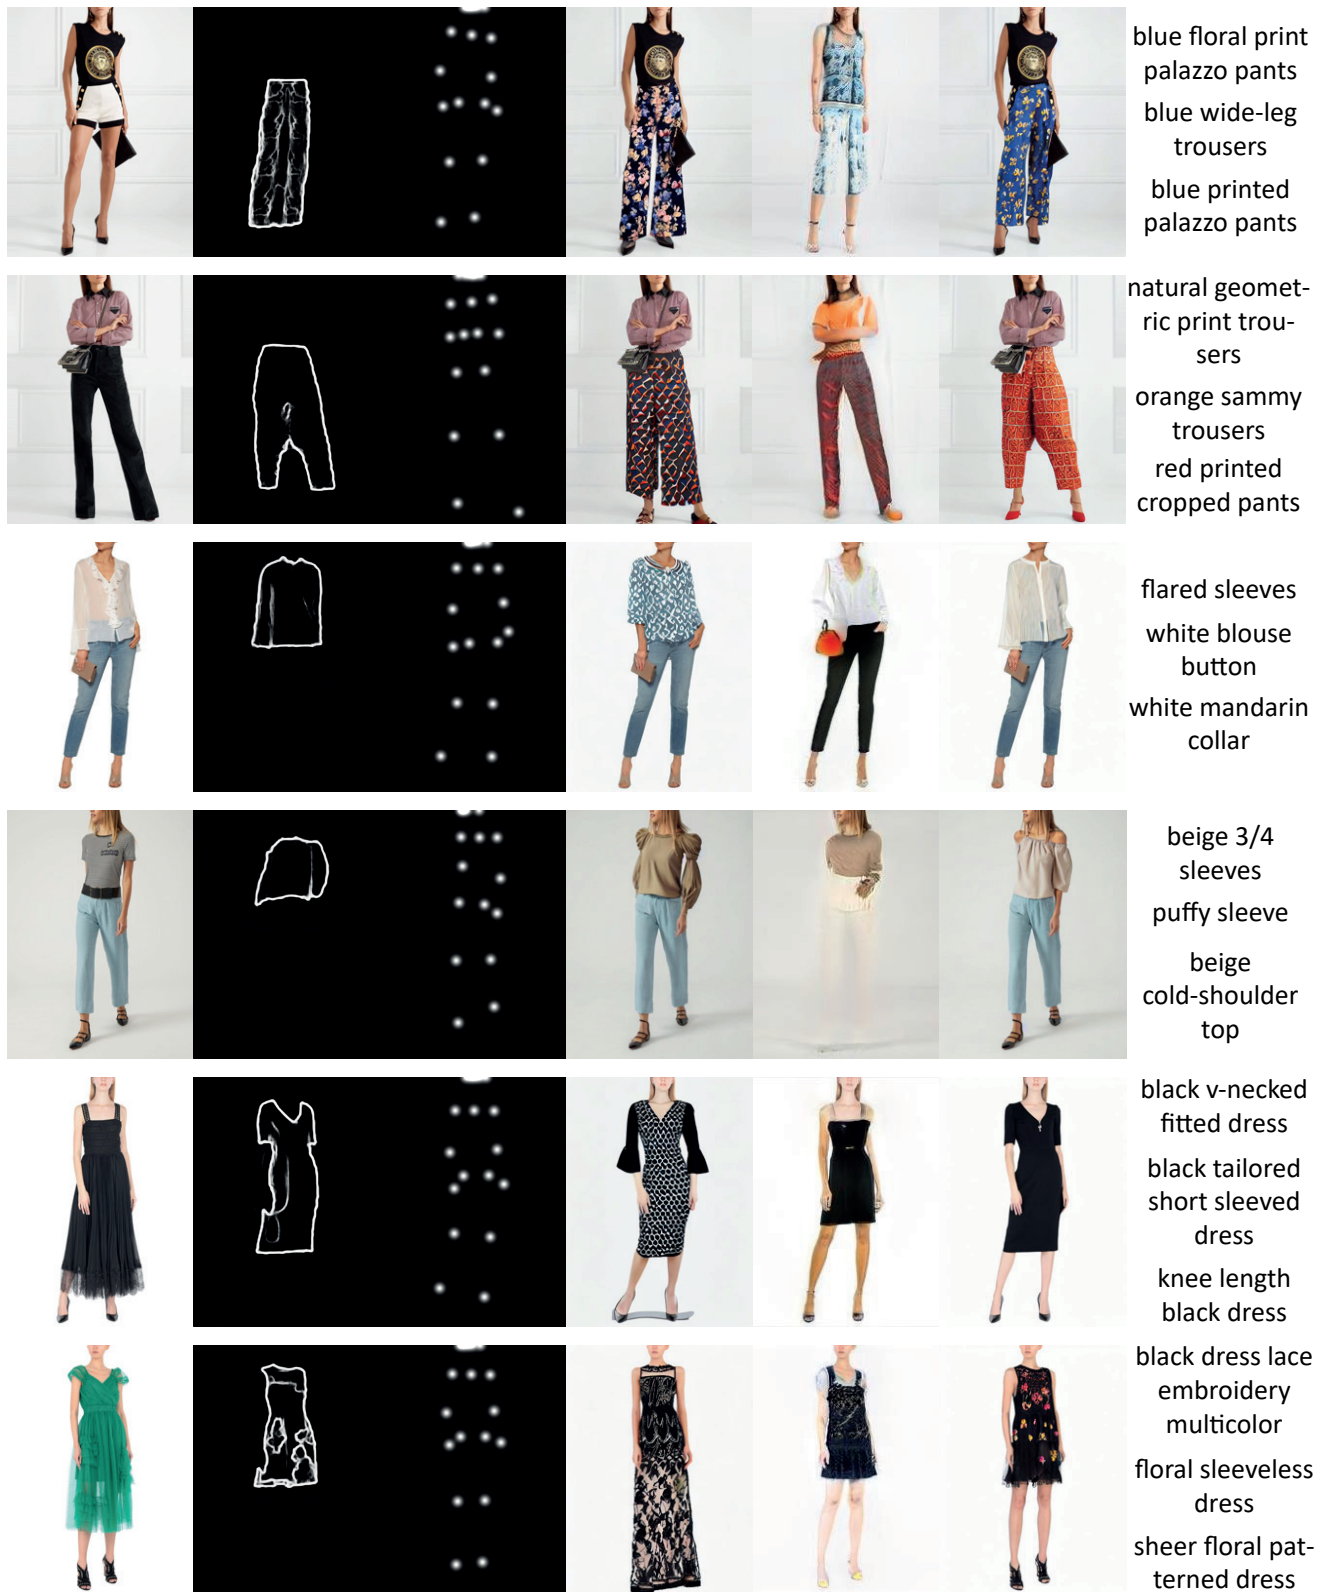 blue floral print
palazzo pants
blue wide-leg
trousers
blue printed
palazzo pants
natural geomet-
ric print trou-
sers
orange sammy
trousers
red printed
cropped pants
flared sleeves
white blouse
button
white mandarin
collar
beige 3/4
sleeves
puffy sleeve
beige
cold-shoulder
top
black v-necked
fitted dress
black tailored
short sleeved
dress
knee length
black dress
black dress lace
embroidery
multicolor
floral sleeveless
dress
sheer floral pat-
terned dress